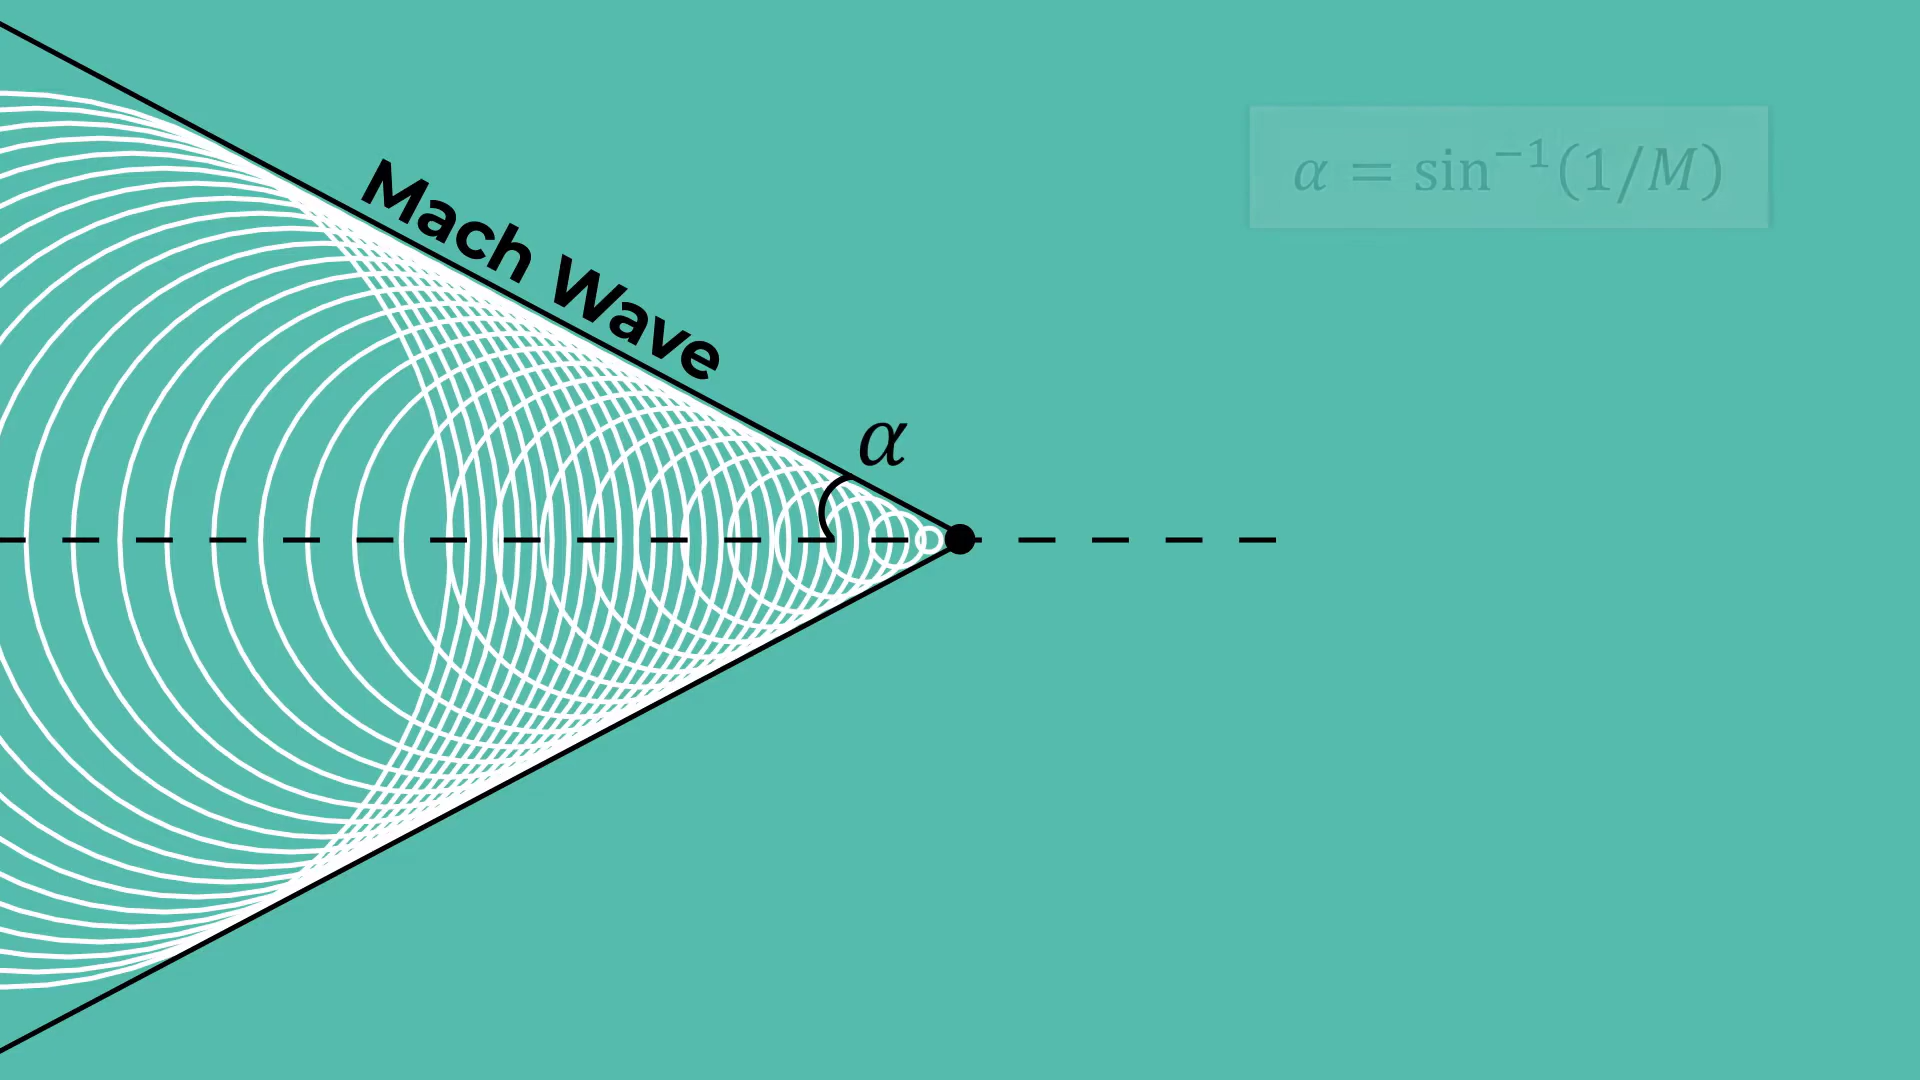 Mach Wave
α
α = sin⁻¹(1/M)